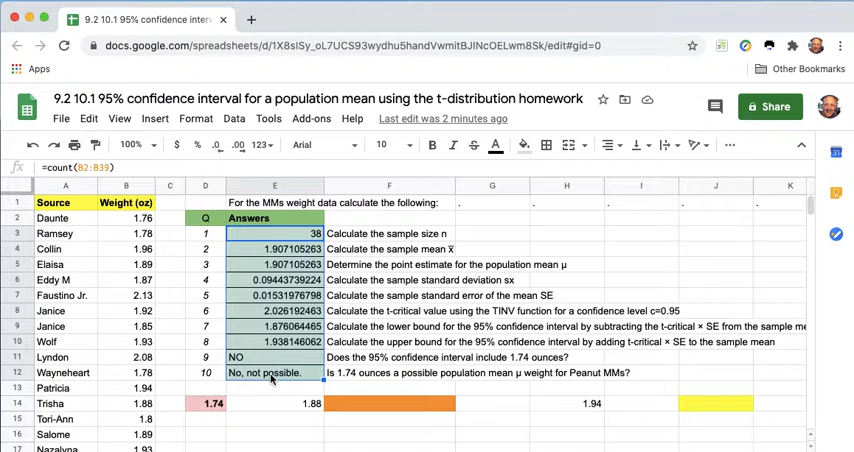 9.2 10.1 95% confidence interv
docs.google.com/spreadsheets/d/1X8slSy_oL7UCS93wydhu5handVwmitBJINcOELwm8Sk/edit#gid=0
Apps
Other Bookmarks
9.2 10.1 95% confidence interval for a population mean using the t-distribution homework
File Edit View Insert Format Data Tools Add-ons Help Last edit was 2 minutes ago
Share
100% $ % .0 .00 123 Arial 10 B I S A
fx =count(B2:B39)
A B C D E F G H I J K
1 Source Weight (oz) For the MMs weight data calculate the following: . . . .
2 Daunte 1.76 Q Answers
3 Ramsey 1.78 1 38 Calculate the sample size n
4 Collin 1.96 2 1.907105263 Calculate the sample mean x̅
5 Elaisa 1.89 3 1.907105263 Determine the point estimate for the population mean μ
6 Eddy M 1.87 4 0.09443739224 Calculate the sample standard deviation sx
7 Faustino Jr. 2.13 5 0.01531976798 Calculate the sample standard error of the mean SE
8 Janice 1.92 6 2.026192463 Calculate the t-critical value using the TINV function for a confidence level c=0.95
9 Janice 1.85 7 1.876064465 Calculate the lower bound for the 95% confidence interval by subtracting the t-critical × SE from the sample me
10 Wolf 1.93 8 1.938146062 Calculate the upper bound for the 95% confidence interval by adding t-critical × SE to the sample mean
11 Lyndon 2.08 9 NO Does the 95% confidence interval include 1.74 ounces?
12 Wayneheart 1.78 10 No, not possible. Is 1.74 ounces a possible population mean μ weight for Peanut MMs?
13 Patricia 1.94
14 Trisha 1.88 1.74 1.88 1.94
15 Tori-Ann 1.8
16 Salome 1.89
17 Nazalyna 1.93